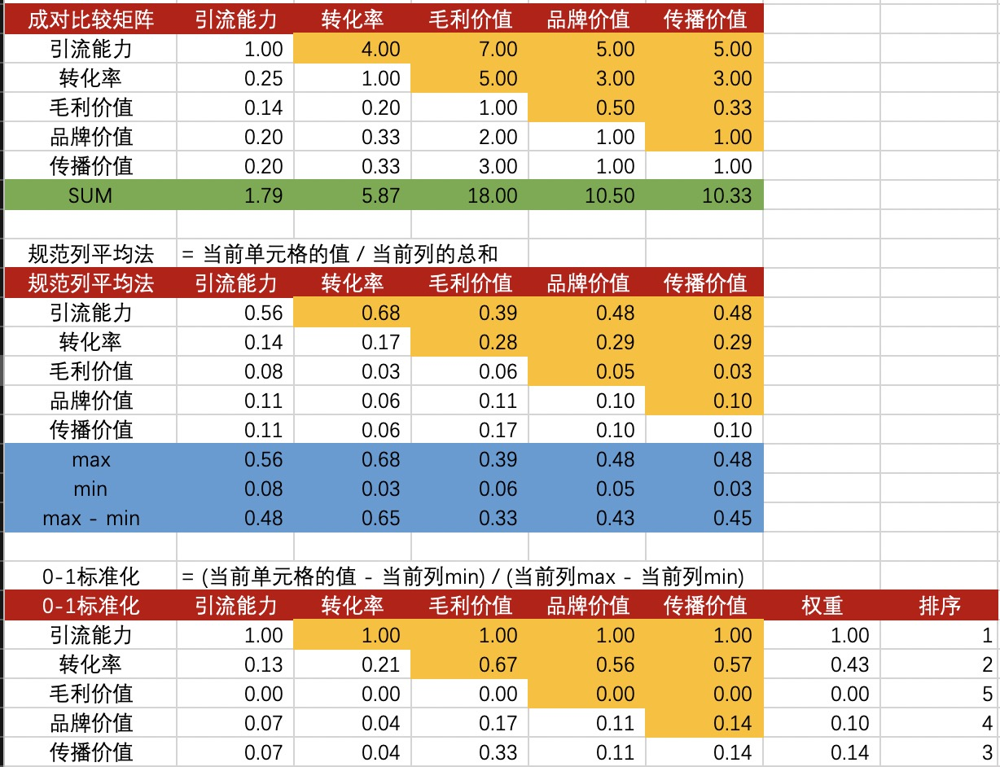 成对比较矩阵 引流能力 转化率 毛利价值 品牌价值 传播价值
引流能力 1.00 4.00 7.00 5.00 5.00
转化率 0.25 1.00 5.00 3.00 3.00
毛利价值 0.14 0.20 1.00 0.50 0.33
品牌价值 0.20 0.33 2.00 1.00 1.00
传播价值 0.20 0.33 3.00 1.00 1.00
SUM 1.79 5.87 18.00 10.50 10.33
规范列平均法 = 当前单元格的值 / 当前列的总和
规范列平均法 引流能力 转化率 毛利价值 品牌价值 传播价值
引流能力 0.56 0.68 0.39 0.48 0.48
转化率 0.14 0.17 0.28 0.29 0.29
毛利价值 0.08 0.03 0.06 0.05 0.03
品牌价值 0.11 0.06 0.11 0.10 0.10
传播价值 0.11 0.06 0.17 0.10 0.10
max 0.56 0.68 0.39 0.48 0.48
min 0.08 0.03 0.06 0.05 0.03
max - min 0.48 0.65 0.33 0.43 0.45
0-1标准化 = (当前单元格的值 - 当前列min) / (当前列max - 当前列min)
0-1标准化 引流能力 转化率 毛利价值 品牌价值 传播价值 权重 排序
引流能力 1.00 1.00 1.00 1.00 1.00 1.00 1
转化率 0.13 0.21 0.67 0.56 0.57 0.43 2
毛利价值 0.00 0.00 0.00 0.00 0.00 0.00 5
品牌价值 0.07 0.04 0.17 0.11 0.14 0.10 4
传播价值 0.07 0.04 0.33 0.11 0.14 0.14 3